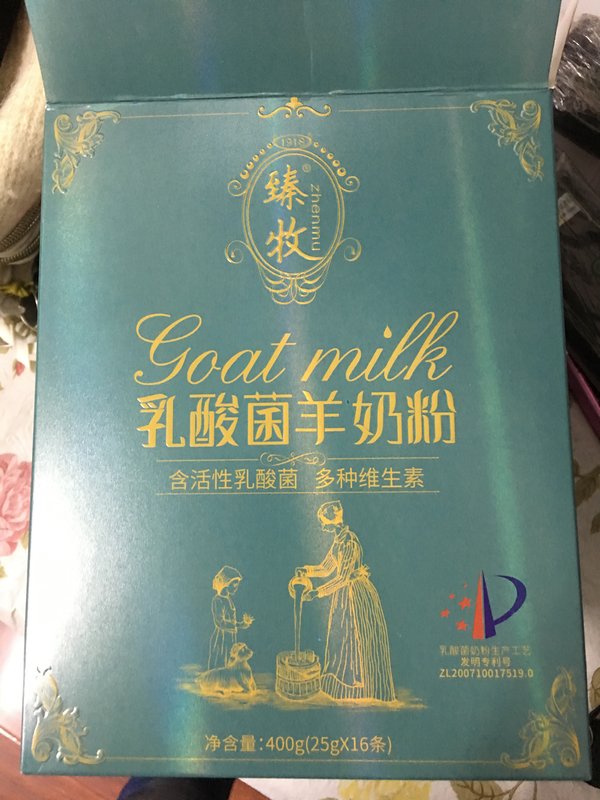 1918
臻牧®
zhenmu
Goat milk
乳酸菌羊奶粉
含活性乳酸菌 多种维生素
乳酸菌奶粉生产工艺
发明专利号
ZL200710017519.0
净含量:400g(25gX16条)